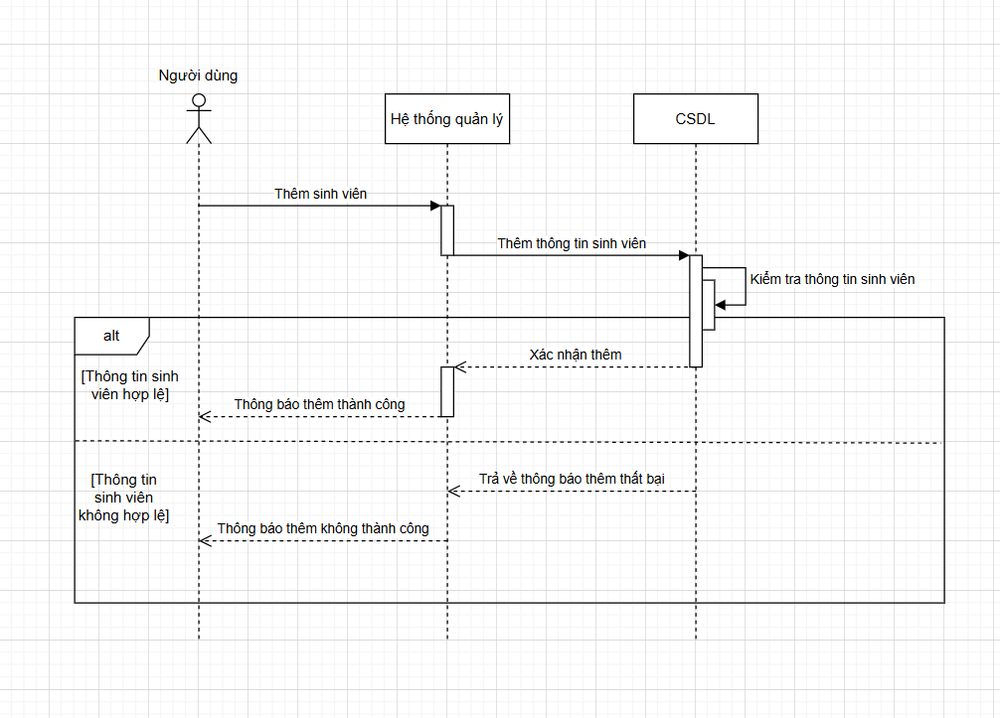 Người dùng
Hệ thống quản lý
CSDL
Thêm sinh viên
Thêm thông tin sinh viên
Kiểm tra thông tin sinh viên
alt
Xác nhận thêm
[Thông tin sinh
viên hợp lệ]
Thông báo thêm thành công
[Thông tin
sinh viên
không hợp lệ]
Trả về thông báo thêm thất bại
Thông báo thêm không thành công